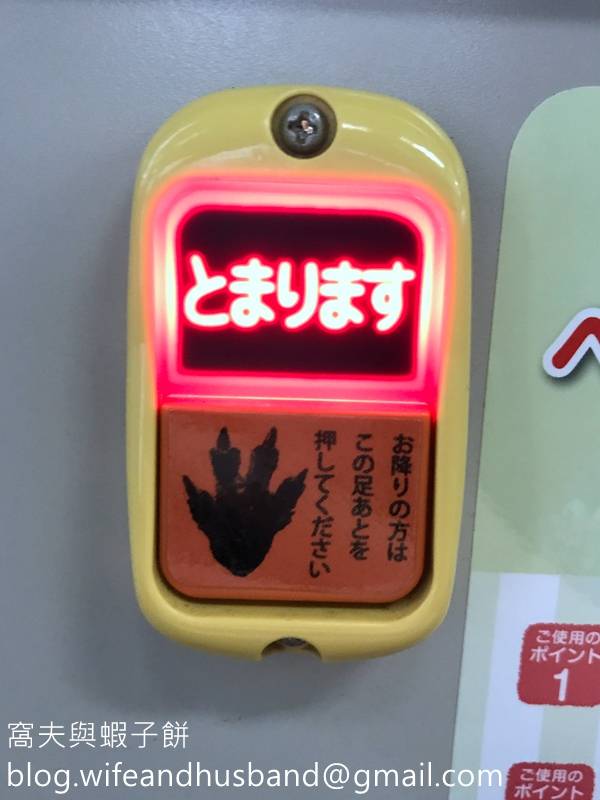 とまります
お降りの方は
この足あとを
押してください
ご使用の
ポイント
1
ご使用の
ポイント
窩夫與蝦子餅
blog.wifeandhusband@gmail.com